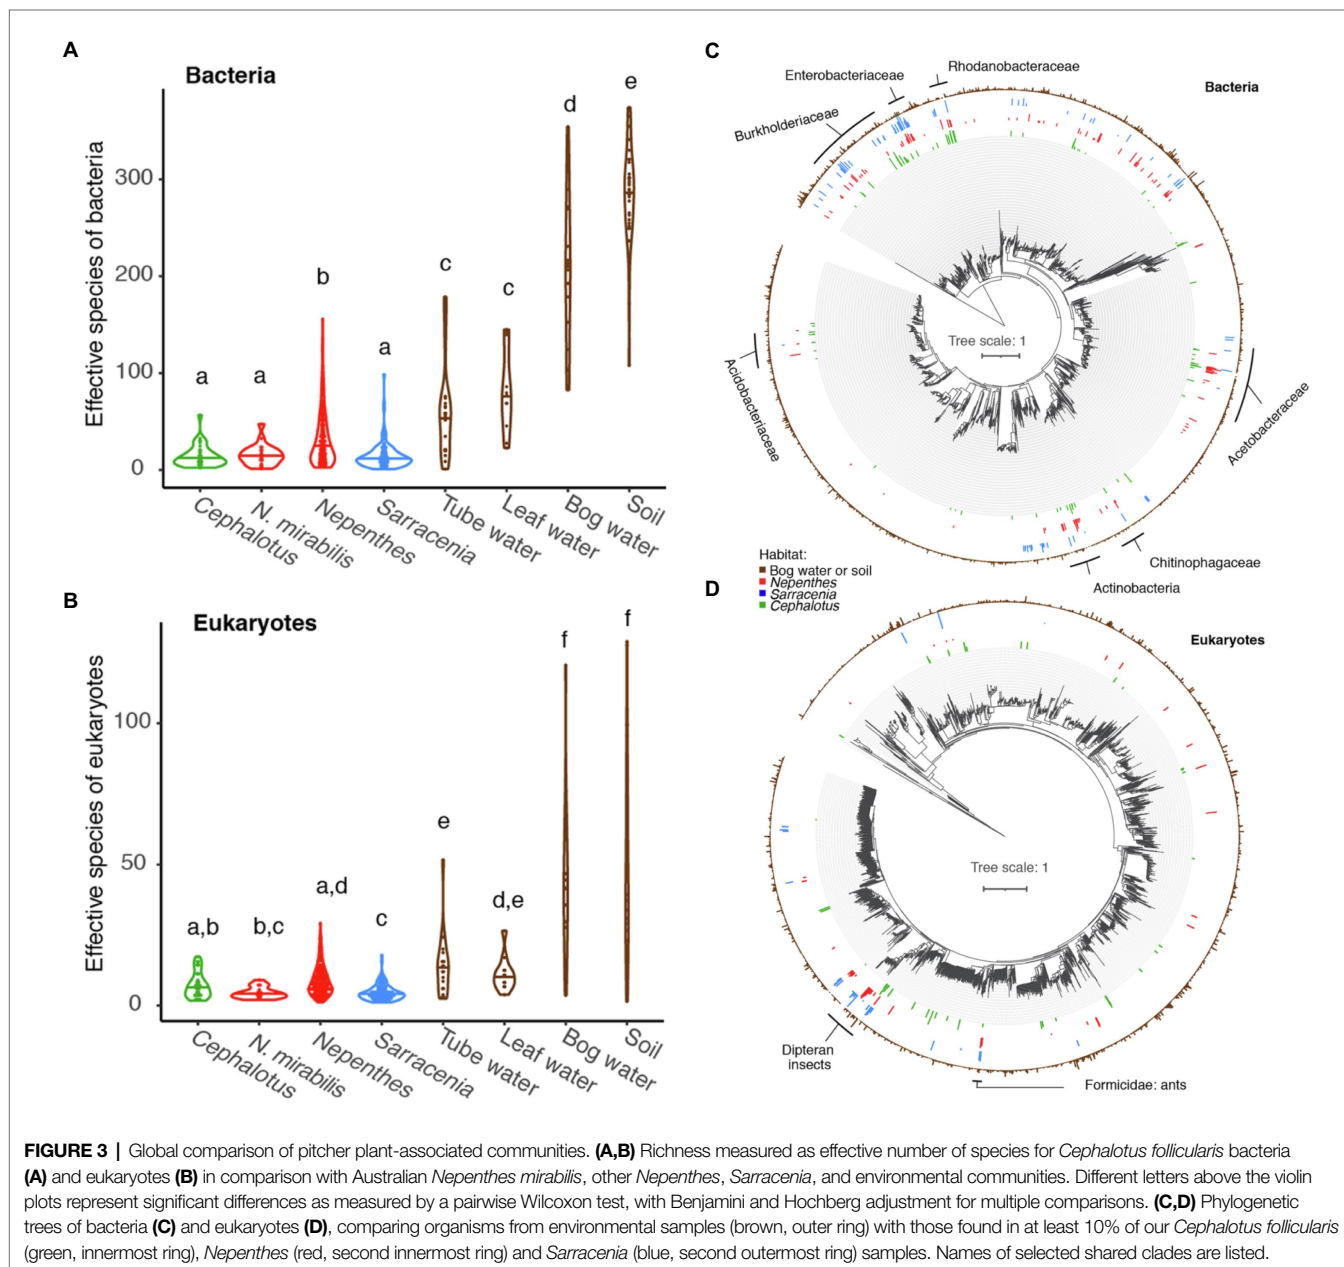 A
Bacteria
Effective species of bacteria
300
200
100
0
a
a
b
a
c
c
d
e
Cephalotus
N. mirabilis
Nepenthes
Sarracenia
Tube water
Leaf water
Bog water
Soil
B
Eukaryotes
Effective species of eukaryotes
100
50
0
a,b
b,c
a,d
c
e
d,e
f
f
Cephalotus
N. mirabilis
Nepenthes
Sarracenia
Tube water
Leaf water
Bog water
Soil
C
Bacteria
Rhodanobacteraceae
Enterobacteriaceae
Burkholderiaceae
Acidobacteriaceae
Tree scale: 1
Acetobacteraceae
Chitinophagaceae
Actinobacteria
Habitat:
Bog water or soil
Nepenthes
Sarracenia
Cephalotus
D
Eukaryotes
Tree scale: 1
Dipteran
insects
Formicidae: ants
FIGURE 3 | Global comparison of pitcher plant-associated communities. (A,B) Richness measured as effective number of species for Cephalotus follicularis bacteria
(A) and eukaryotes (B) in comparison with Australian Nepenthes mirabilis, other Nepenthes, Sarracenia, and environmental communities. Different letters above the violin
plots represent significant differences as measured by a pairwise Wilcoxon test, with Benjamini and Hochberg adjustment for multiple comparisons. (C,D) Phylogenetic
trees of bacteria (C) and eukaryotes (D), comparing organisms from environmental samples (brown, outer ring) with those found in at least 10% of our Cephalotus follicularis
(green, innermost ring), Nepenthes (red, second innermost ring) and Sarracenia (blue, second outermost ring) samples. Names of selected shared clades are listed.